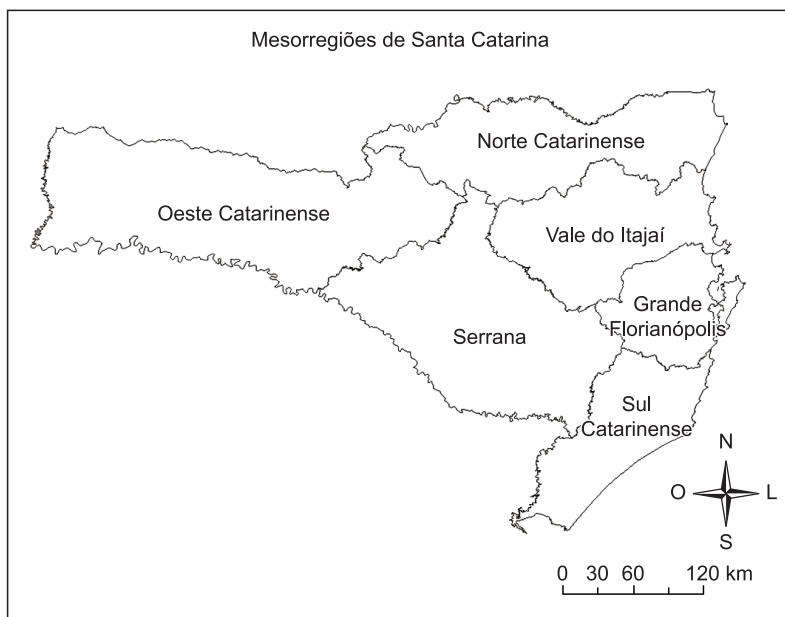 Mesorregiões de Santa Catarina
Norte Catarinense
Oeste Catarinense
Vale do Itajaí
Grande
Florianópolis
Serrana
Sul
Catarinense
N
O L
S
0 30 60 120 km